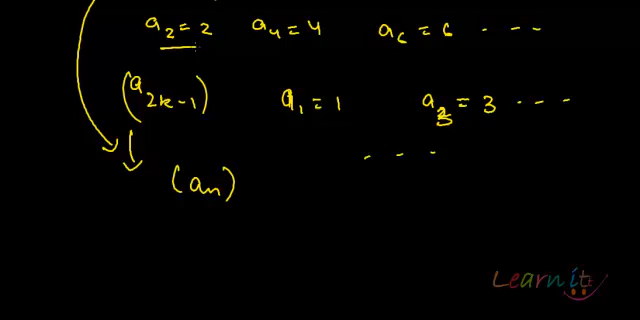 a₂ = 2 a₄ = 4 a₆ = 6 - - -
(a₂ₖ₋₁) a₁ = 1 a₃ = 3 - - -
- - -
(aₙ)
Learnit